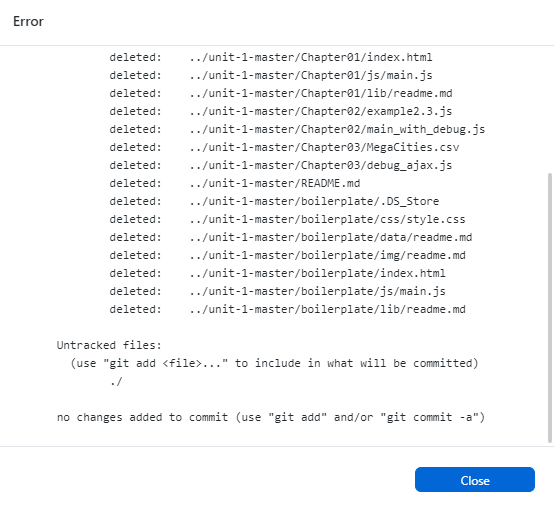 Error
deleted: ../unit-1-master/Chapter01/index.html
deleted: ../unit-1-master/Chapter01/js/main.js
deleted: ../unit-1-master/Chapter01/lib/readme.md
deleted: ../unit-1-master/Chapter02/example2.3.js
deleted: ../unit-1-master/Chapter02/main_with_debug.js
deleted: ../unit-1-master/Chapter03/MegaCities.csv
deleted: ../unit-1-master/Chapter03/debug_ajax.js
deleted: ../unit-1-master/README.md
deleted: ../unit-1-master/boilerplate/.DS_Store
deleted: ../unit-1-master/boilerplate/css/style.css
deleted: ../unit-1-master/boilerplate/data/readme.md
deleted: ../unit-1-master/boilerplate/img/readme.md
deleted: ../unit-1-master/boilerplate/index.html
deleted: ../unit-1-master/boilerplate/js/main.js
deleted: ../unit-1-master/boilerplate/lib/readme.md
Untracked files:
(use "git add <file>..." to include in what will be committed)
./
no changes added to commit (use "git add" and/or "git commit -a")
Close